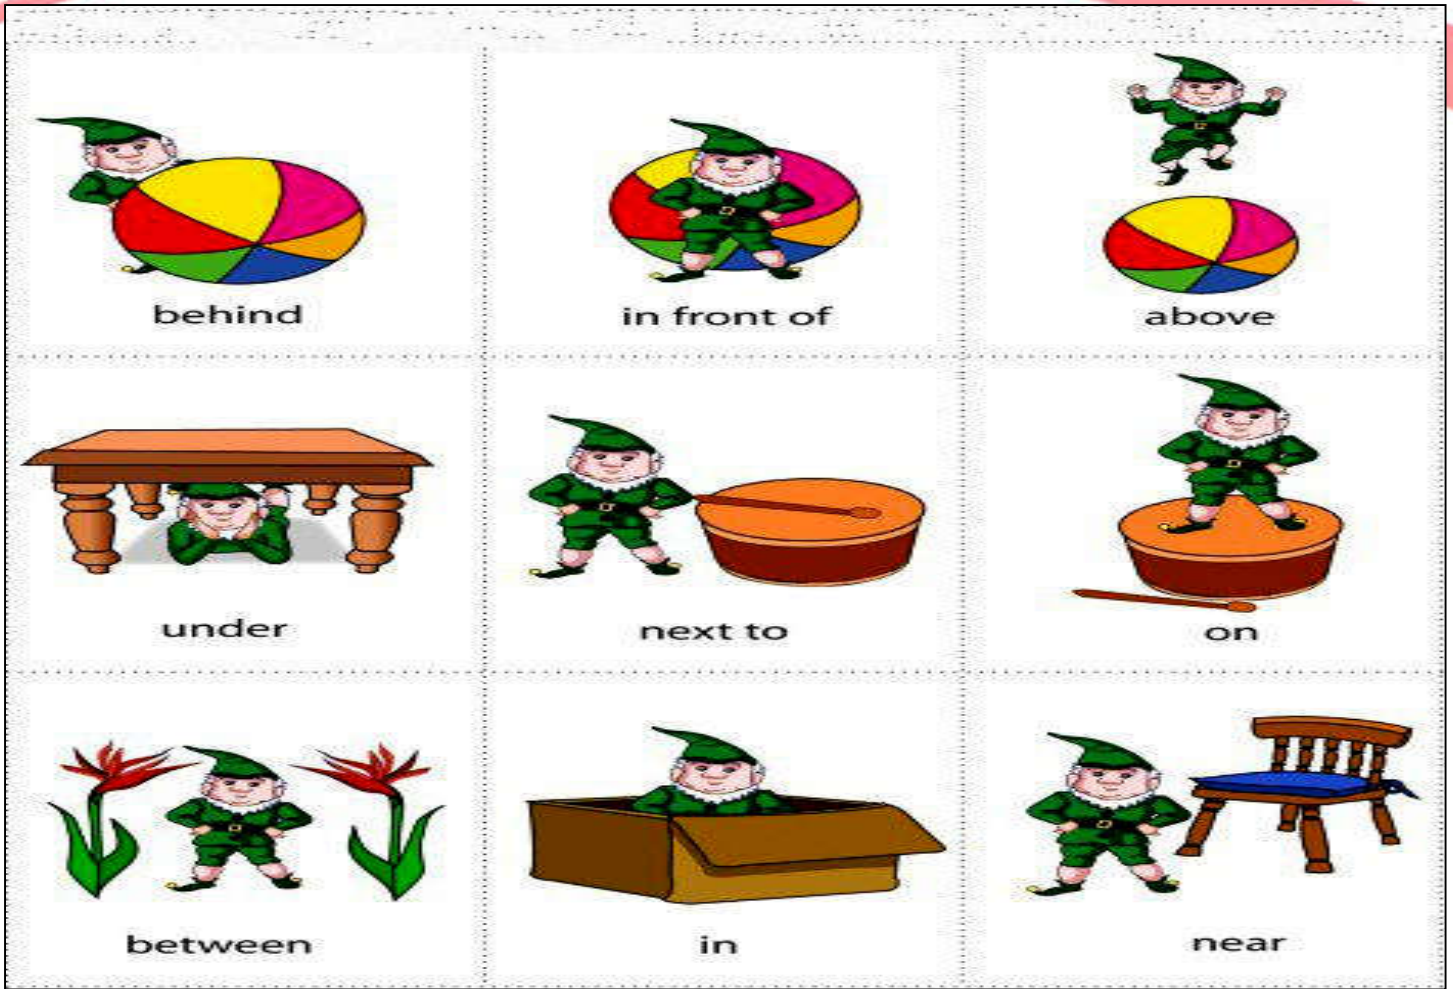 behind
in front of
above
under
next to
on
between
in
near